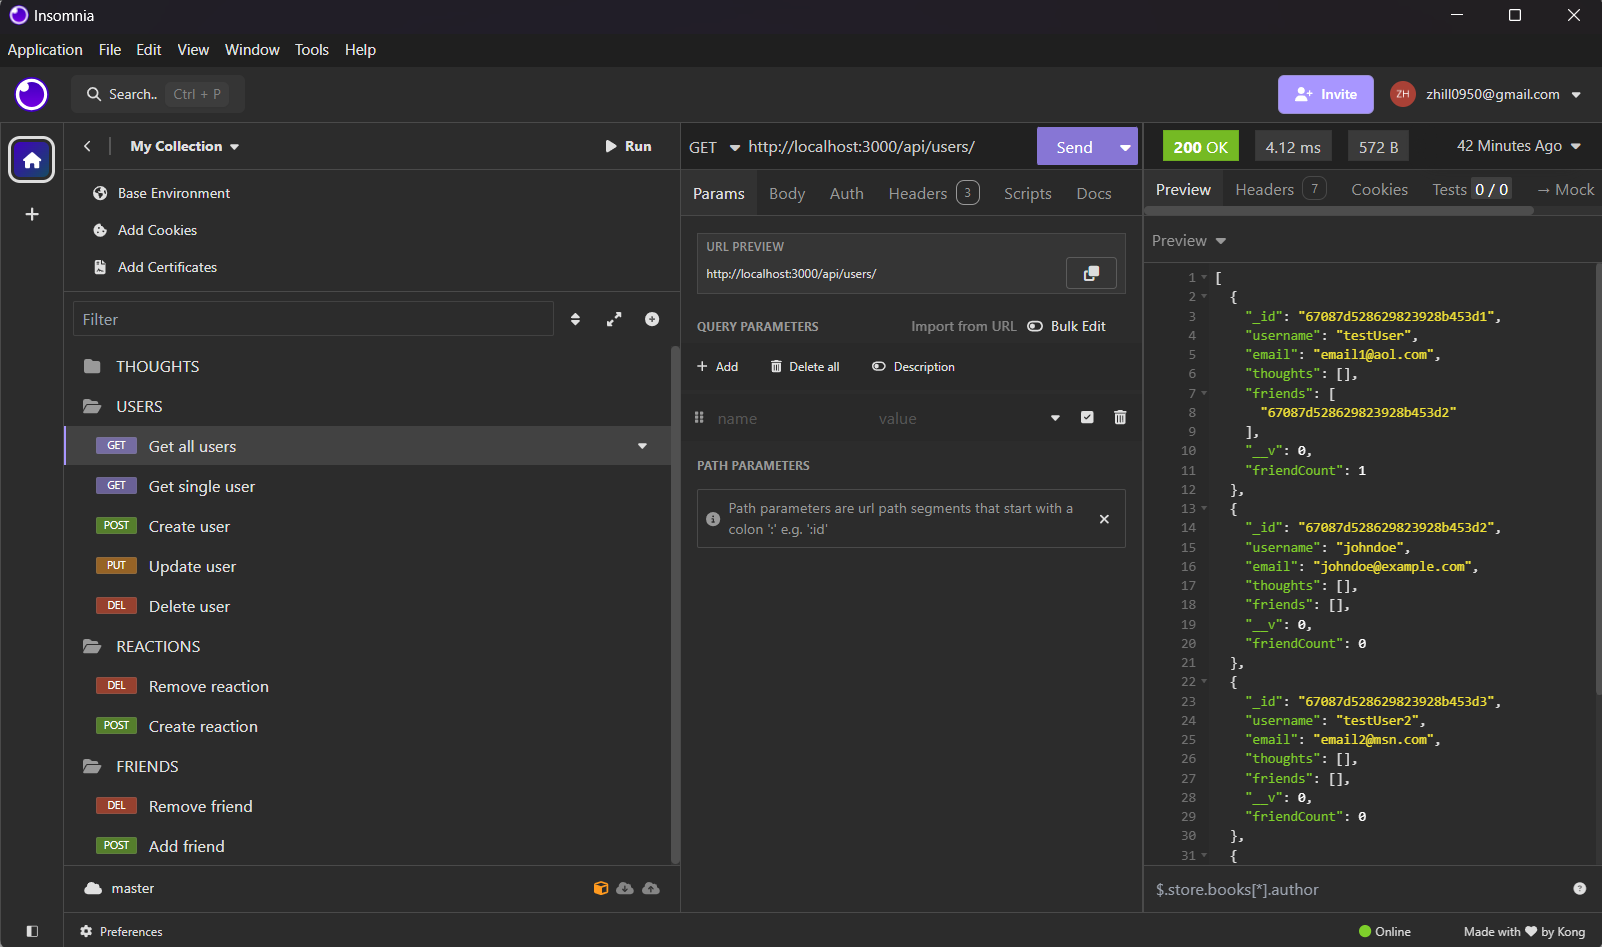 Insomnia
Application File Edit View Window Tools Help
Search.. Ctrl + P
Invite
ZH zhill0950@gmail.com
My Collection
Run
Base Environment
Add Cookies
Add Certificates
Filter
THOUGHTS
USERS
GET Get all users
GET Get single user
POST Create user
PUT Update user
DEL Delete user
REACTIONS
DEL Remove reaction
POST Create reaction
FRIENDS
DEL Remove friend
POST Add friend
master
Preferences
GET http://localhost:3000/api/users/ Send
Params Body Auth Headers 3 Scripts Docs
URL PREVIEW
http://localhost:3000/api/users/
QUERY PARAMETERS Import from URL Bulk Edit
+ Add Delete all Description
name value
PATH PARAMETERS
Path parameters are url path segments that start with a
colon ':' e.g. ':id'
200 OK 4.12 ms 572 B 42 Minutes Ago
Preview Headers 7 Cookies Tests 0 / 0 → Mock
Preview
1 [
2 {
3 "_id": "67087d528629823928b453d1",
4 "username": "testUser",
5 "email": "email1@aol.com",
6 "thoughts": [],
7 "friends": [
8 "67087d528629823928b453d2"
9 ],
10 "__v": 0,
11 "friendCount": 1
12 },
13 {
14 "_id": "67087d528629823928b453d2",
15 "username": "johndoe",
16 "email": "johndoe@example.com",
17 "thoughts": [],
18 "friends": [],
19 "__v": 0,
20 "friendCount": 0
21 },
22 {
23 "_id": "67087d528629823928b453d3",
24 "username": "testUser2",
25 "email": "email2@msn.com",
26 "thoughts": [],
27 "friends": [],
28 "__v": 0,
29 "friendCount": 0
30 },
31 {
$.store.books[*].author
Online Made with ❤ by Kong